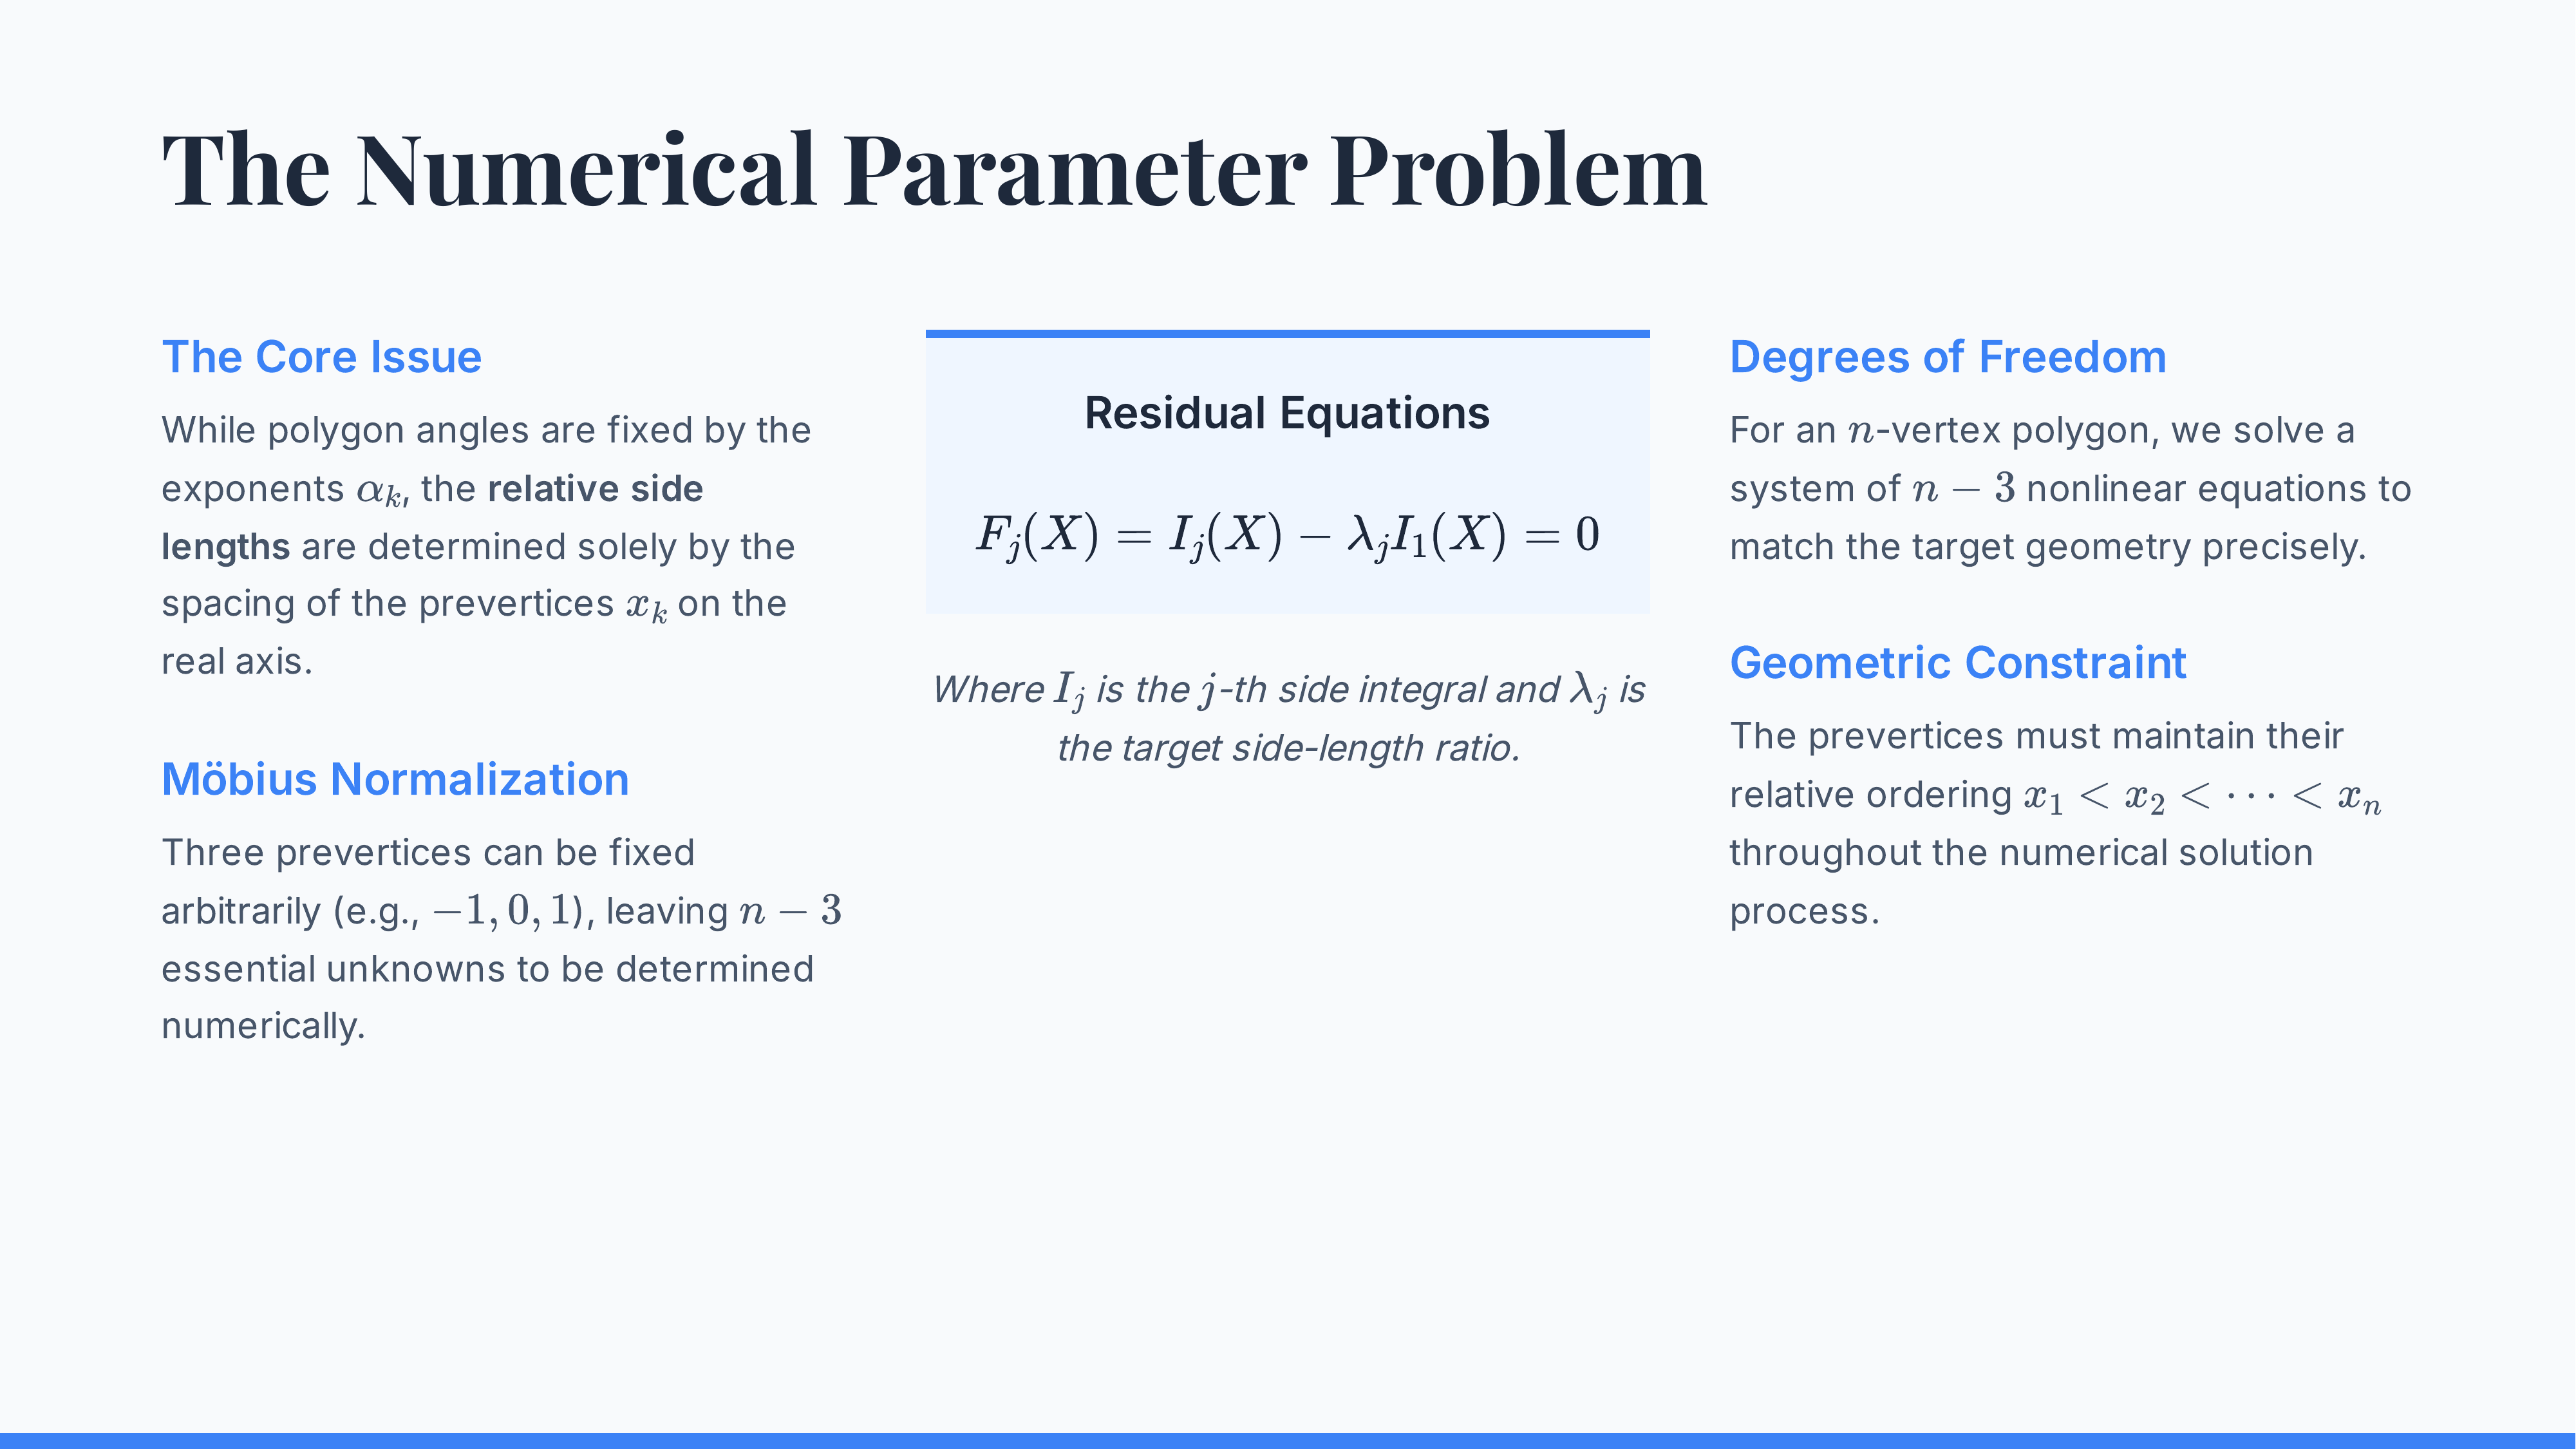 The Numerical Parameter Problem
The Core Issue
While polygon angles are fixed by the
exponents αₖ, the relative side
lengths are determined solely by the
spacing of the prevertices xₖ on the
real axis.
Möbius Normalization
Three prevertices can be fixed
arbitrarily (e.g., −1, 0, 1), leaving n − 3
essential unknowns to be determined
numerically.
Residual Equations
Fⱼ(X) = Iⱼ(X) − λⱼI₁(X) = 0
Where Iⱼ is the j-th side integral and λⱼ is
the target side-length ratio.
Degrees of Freedom
For an n-vertex polygon, we solve a
system of n − 3 nonlinear equations to
match the target geometry precisely.
Geometric Constraint
The prevertices must maintain their
relative ordering x₁ < x₂ < ⋯ < xₙ
throughout the numerical solution
process.